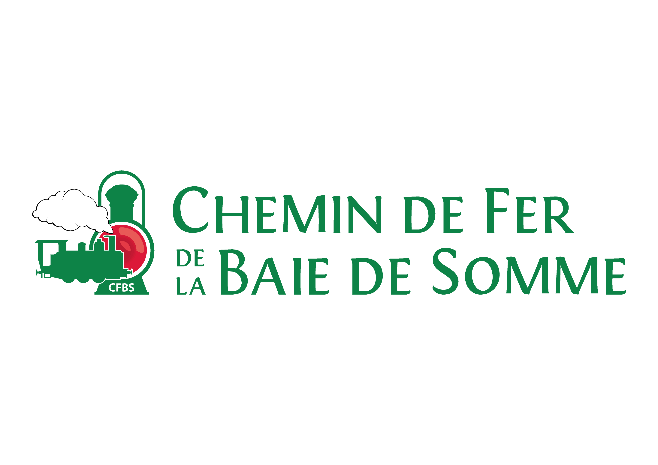 CFBS
CHEMIN DE FER
DE LA BAIE DE SOMME